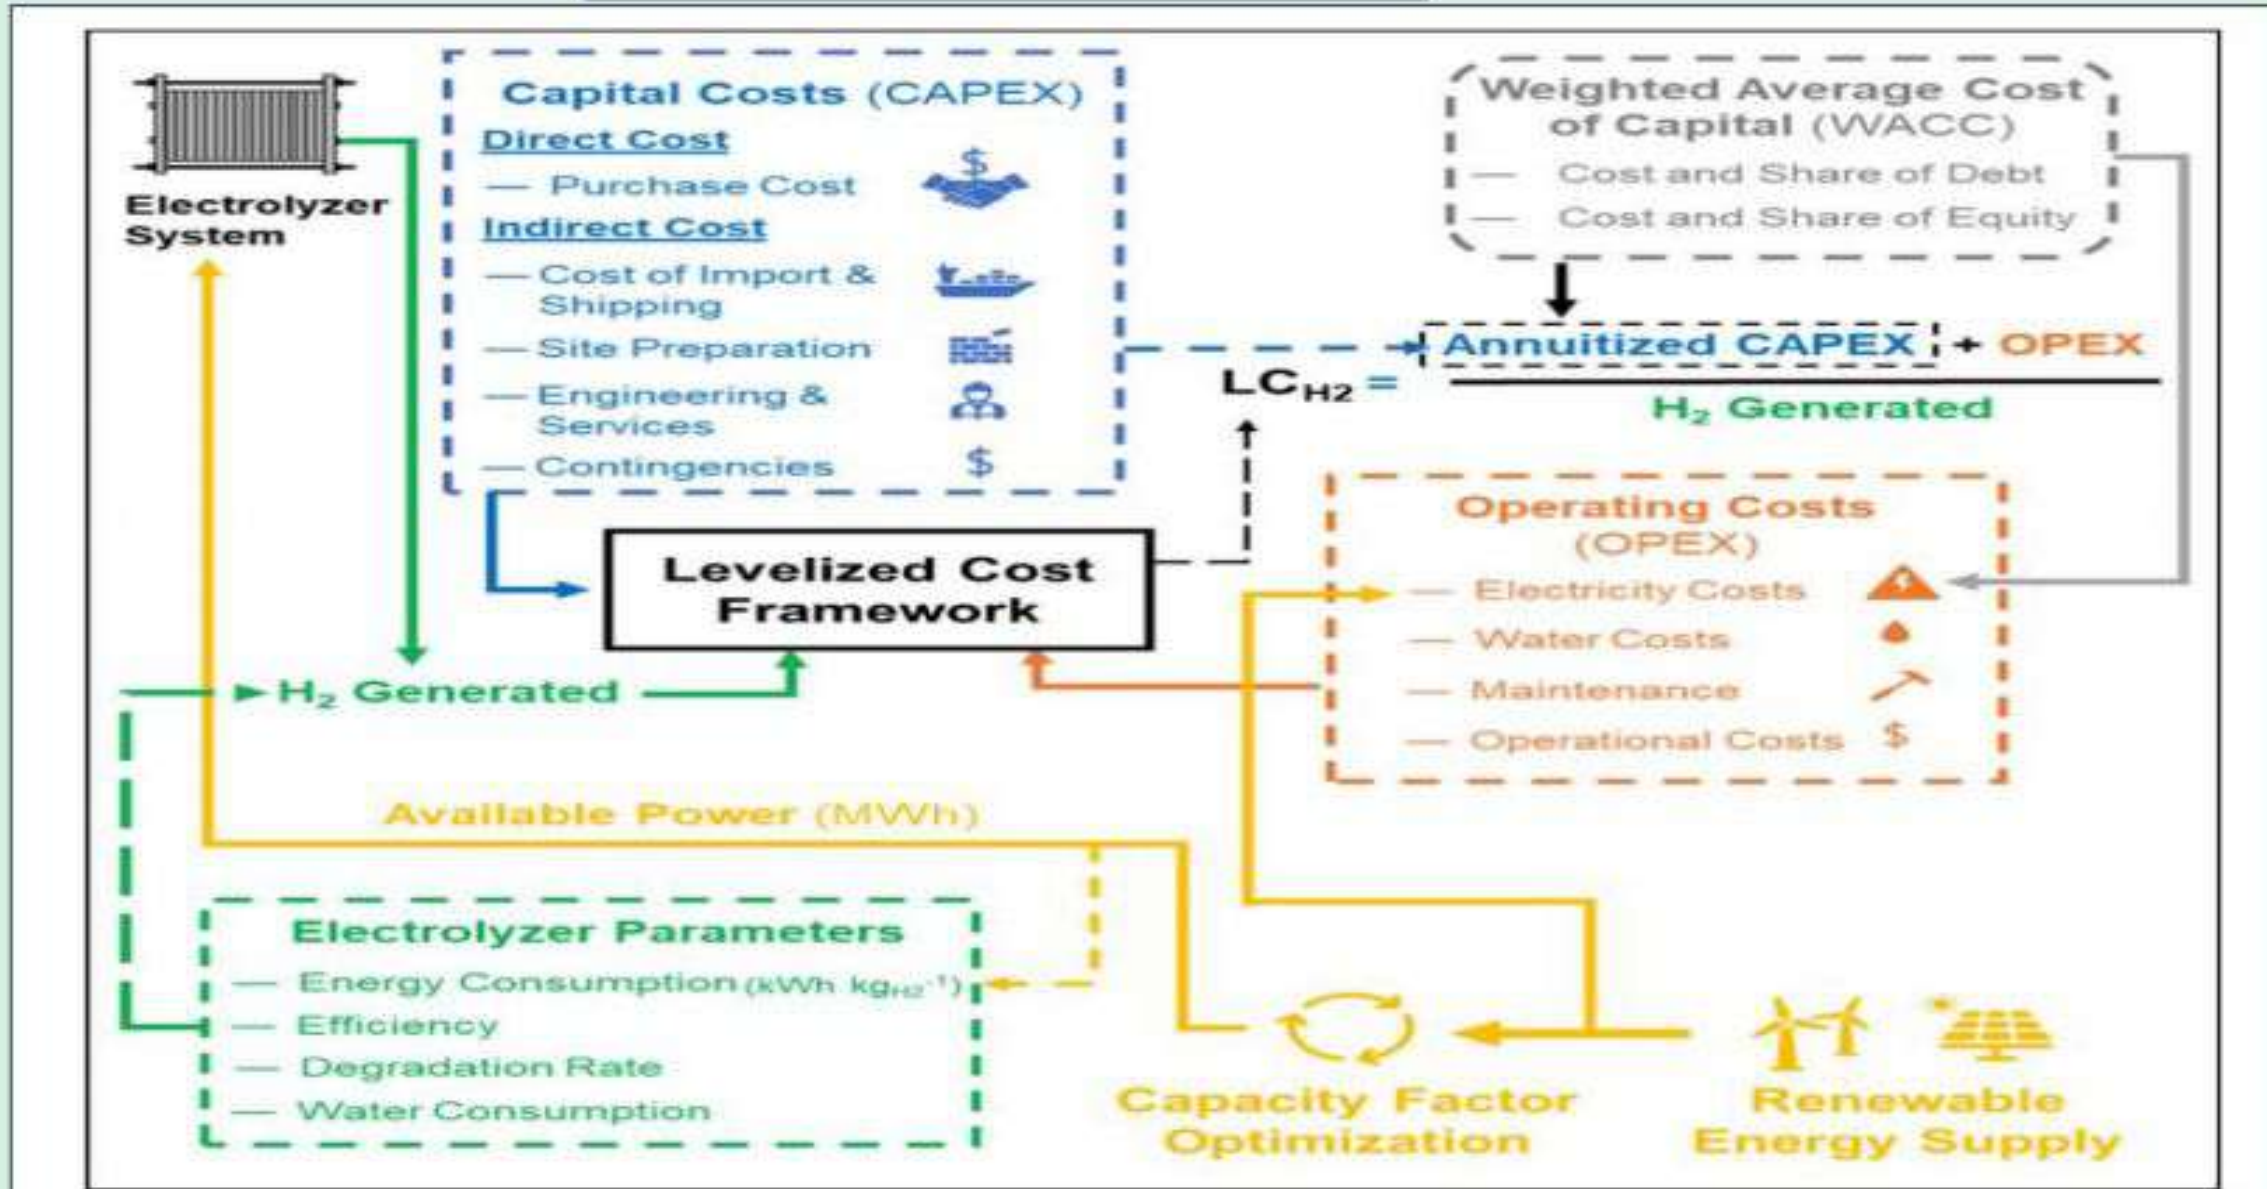 Electrolyzer
System
Capital Costs (CAPEX)
Direct Cost
— Purchase Cost
Indirect Cost
— Cost of Import &
Shipping
— Site Preparation
— Engineering &
Services
— Contingencies
Weighted Average Cost
of Capital (WACC)
— Cost and Share of Debt
— Cost and Share of Equity
LC_H2 = Annuitized CAPEX + OPEX
H₂ Generated
Levelized Cost
Framework
Operating Costs
(OPEX)
— Electricity Costs
— Water Costs
— Maintenance
— Operational Costs
H₂ Generated
Available Power (MWh)
Electrolyzer Parameters
— Energy Consumption (kWh kg_H2⁻¹)
— Efficiency
— Degradation Rate
— Water Consumption
Capacity Factor
Optimization
Renewable
Energy Supply